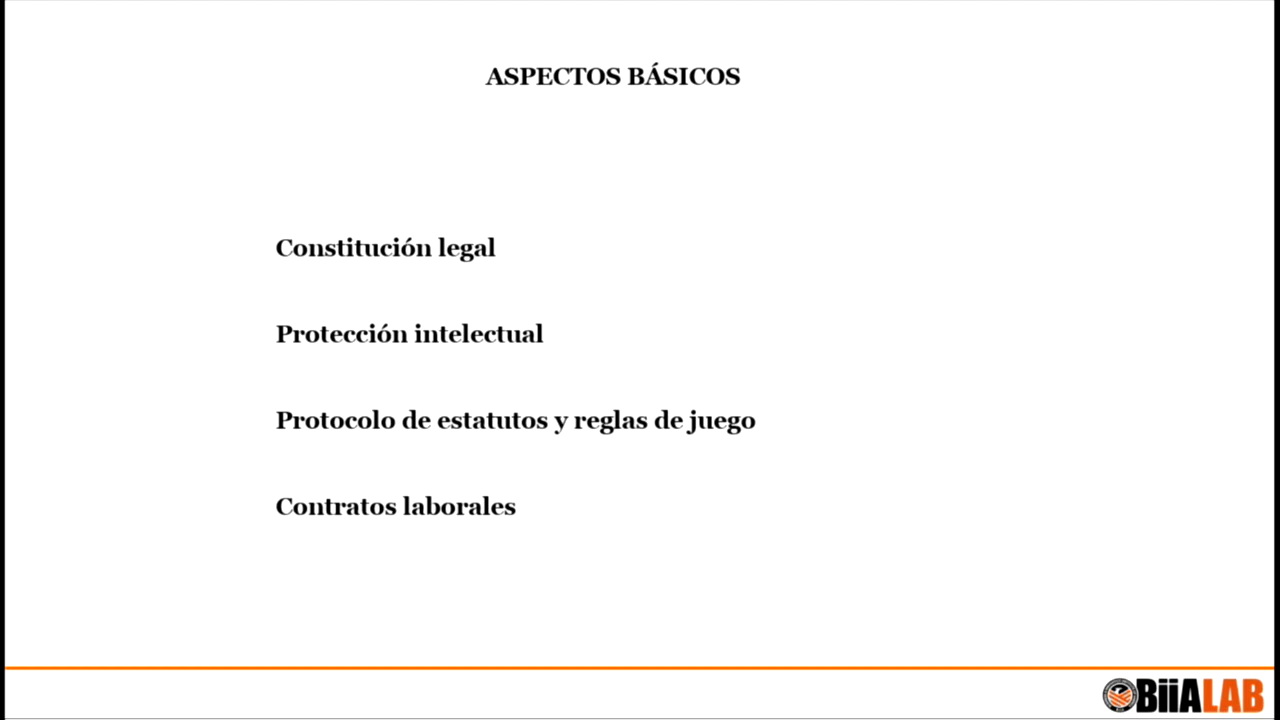 ASPECTOS BÁSICOS
Constitución legal
Protección intelectual
Protocolo de estatutos y reglas de juego
Contratos laborales
BiiALAB